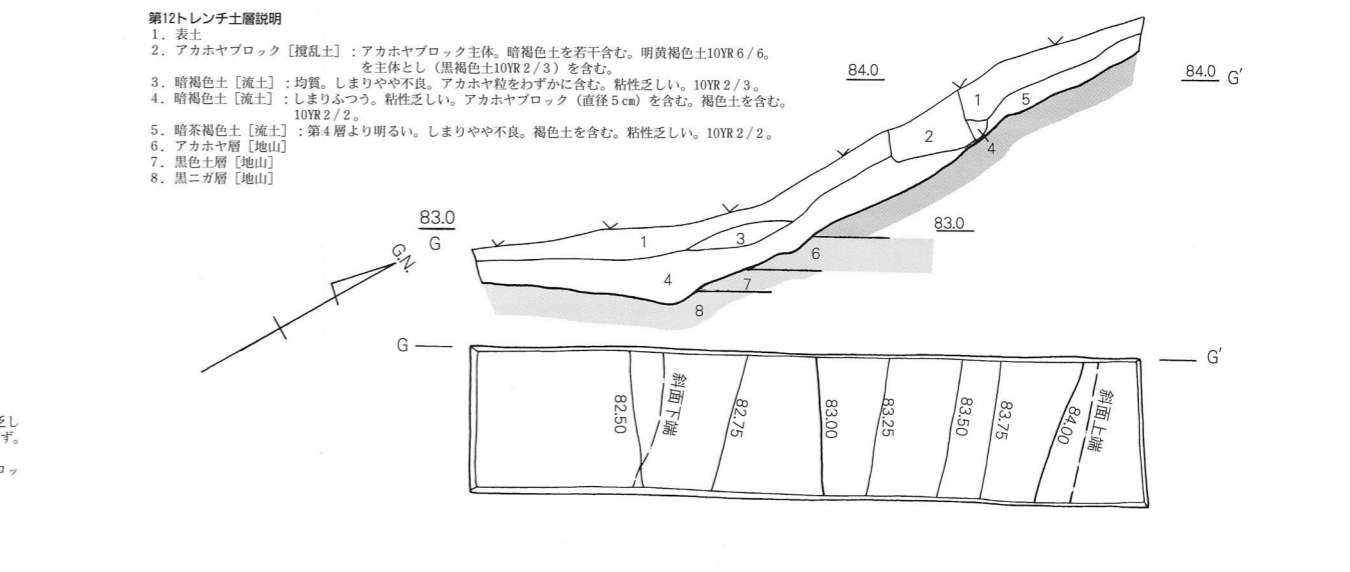 第12トレンチ土層説明
1．表土
2．アカホヤブロック［撹乱土］：アカホヤブロック主体。暗褐色土を若干含む。明黄褐色土10YR 6 / 6。
を主体とし（黒褐色土10YR 2 / 3）を含む。
3．暗褐色土［流土］：均質。しまりやや不良。アカホヤ粒をわずかに含む。粘性乏しい。10YR 2 / 3。
4．暗褐色土［流土］：しまりふつう。粘性乏しい。アカホヤブロック（直径 5 cm）を含む。褐色土を含む。
10YR 2 / 2。
5．暗茶褐色土［流土］：第4層より明るい。しまりやや不良。褐色土を含む。粘性乏しい。10YR 2 / 2。
6．アカホヤ層［地山］
7．黒色土層［地山］
8．黒ニガ層［地山］
84.0
84.0 G′
1
5
2
4
83.0
G
83.0
1
3
6
4
7
8
G.N.
G
G′
82.50
斜面下端
82.75
83.00
83.25
83.50
83.75
84.00
斜面上端
乏し
ず。
ロッ